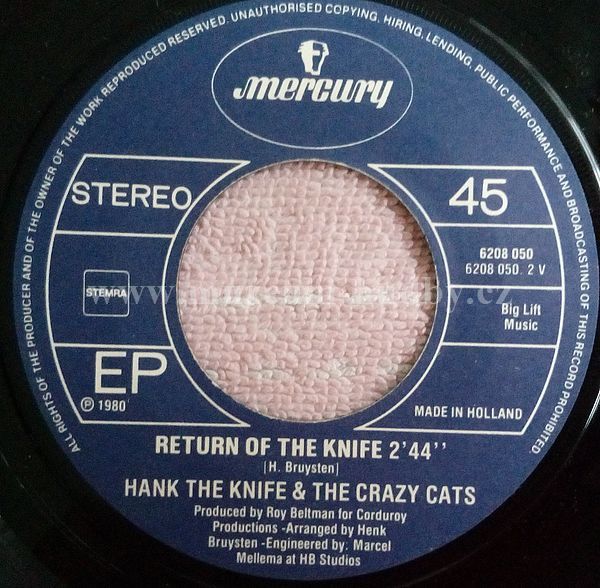 ALL RIGHTS OF THE PRODUCER AND OF THE OWNER OF THE WORK REPRODUCED RESERVED. UNAUTHORISED COPYING, HIRING, LENDING, PUBLIC PERFORMANCE AND BROADCASTING OF THIS RECORD PROHIBITED.
mercury
STEREO
45
6208 050
6208 050. 2 V
STEMRA
Big Lift
Music
EP
℗ 1980
MADE IN HOLLAND
RETURN OF THE KNIFE 2'44''
[H. Bruysten]
HANK THE KNIFE & THE CRAZY CATS
Produced by Roy Beltman for Corduroy
Productions -Arranged by Henk
Bruysten -Engineered by: Marcel
Mellema at HB Studios